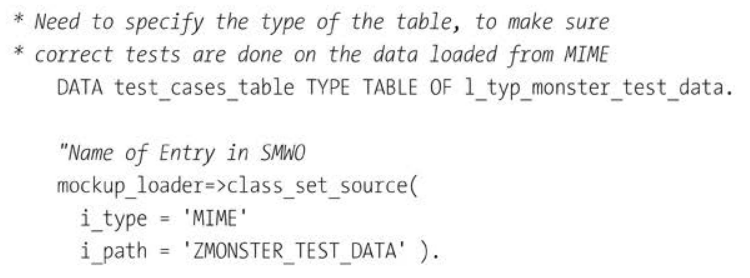 * Need to specify the type of the table, to make sure
* correct tests are done on the data loaded from MIME
DATA test_cases_table TYPE TABLE OF l_typ_monster_test_data.
"Name of Entry in SMWO
mockup_loader=>class_set_source(
i_type = 'MIME'
i_path = 'ZMONSTER_TEST_DATA' ).